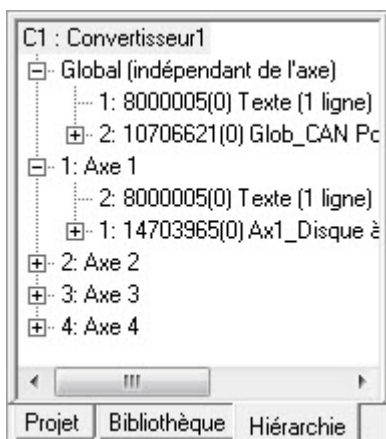 C1 : Convertisseur1
Global (indépendant de l'axe)
1: 8000005(0) Texte (1 ligne)
2: 10706621(0) Glob_CAN Po
1: Axe 1
2: 8000005(0) Texte (1 ligne)
1: 14703965(0) Ax1_Disque à
2: Axe 2
3: Axe 3
4: Axe 4
Projet Bibliothèque Hiérarchie